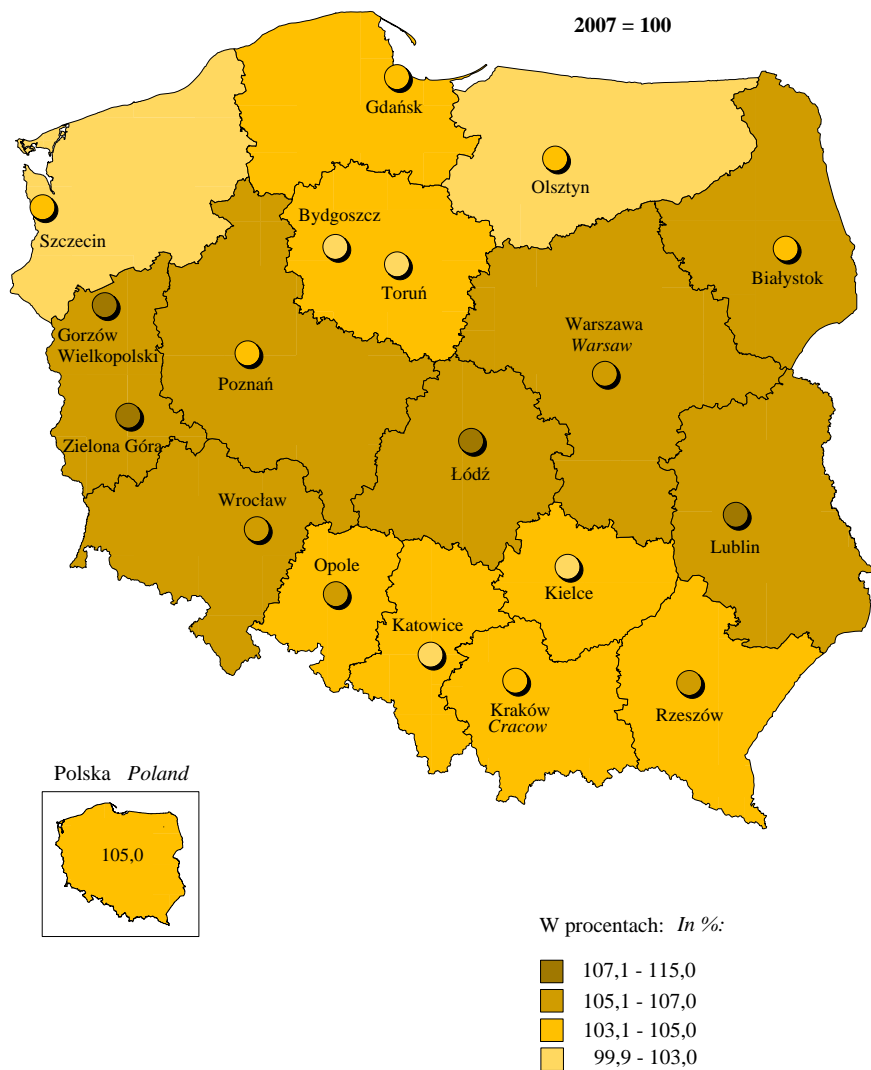 2007 = 100
Gdańsk
Olsztyn
Bydgoszcz
Szczecin
Toruń
Białystok
Gorzów
Wielkopolski
Warszawa
Warsaw
Poznań
Zielona Góra
Łódź
Wrocław
Lublin
Opole
Kielce
Katowice
Kraków
Cracow
Rzeszów
Polska Poland
105,0
W procentach: In %:
107,1 - 115,0
105,1 - 107,0
103,1 - 105,0
99,9 - 103,0